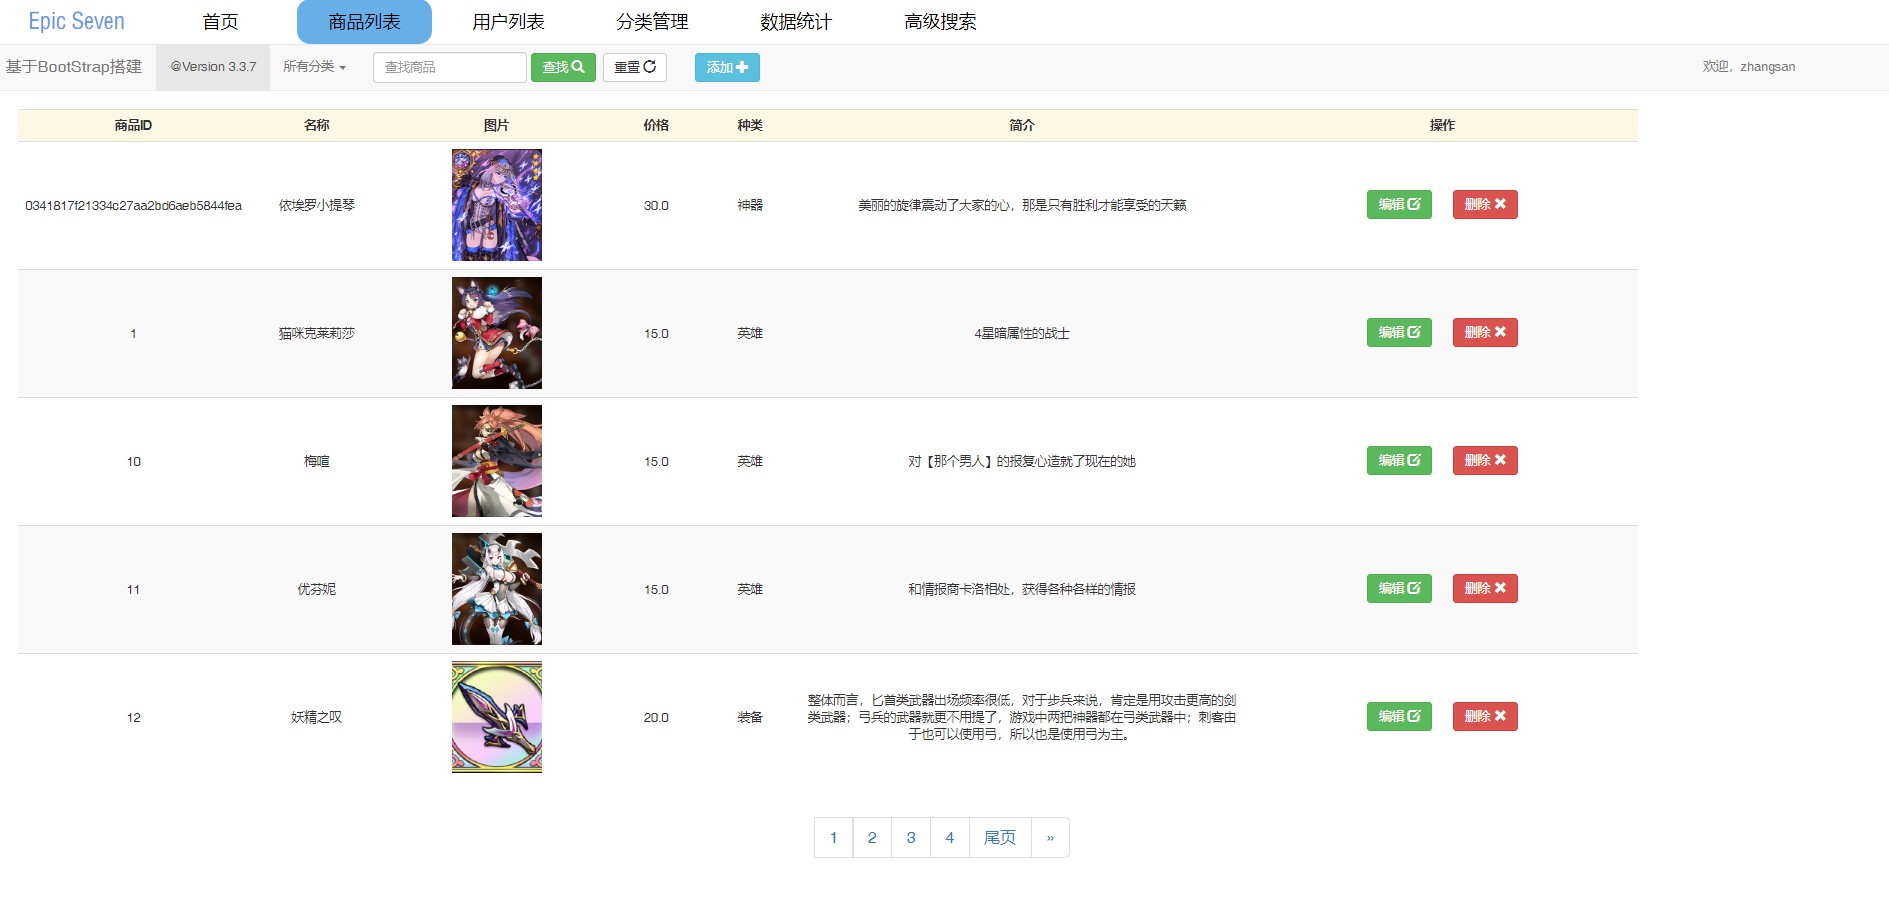 Epic Seven 首页 商品列表 用户列表 分类管理 数据统计 高级搜索
基于BootStrap搭建 @Version 3.3.7 所有分类 查找商品 查找 重置 添加 欢迎，zhangsan
商品ID 名称 图片 价格 种类 简介 操作
0341817f21334c27aa2bd6aeb5844fea 依埃罗小提琴 30.0 神器 美丽的旋律震动了大家的心，那是只有胜利才能享受的天籁 编辑 删除
1 猫咪克莱莉莎 15.0 英雄 4星暗属性的战士 编辑 删除
10 梅喧 15.0 英雄 对【那个男人】的报复心造就了现在的她 编辑 删除
11 优芬妮 15.0 英雄 和情报商卡洛相处，获得各种各样的情报 编辑 删除
12 妖精之叹 20.0 装备 整体而言，匕首类武器出场频率很低，对于步兵来说，肯定是用攻击更高的剑
类武器；弓兵的武器就更不用提了，游戏中两把神器都在弓类武器中；刺客由
于也可以使用弓，所以也是使用弓为主。 编辑 删除
1 2 3 4 尾页 »